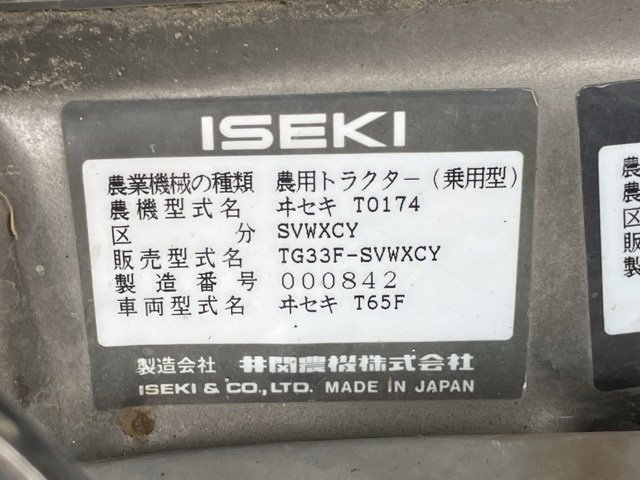 ISEKI
農業機械の種類 農用トラクター(乗用型)
農機型式名 ヰセキ T0174
区分 SVWXCY
販売型式名 TG33F-SVWXCY
製造番号 000842
車両型式名 ヰセキ T65F
製造会社 井関農機株式会社
ISEKI & CO., LTD. MADE IN JAPAN